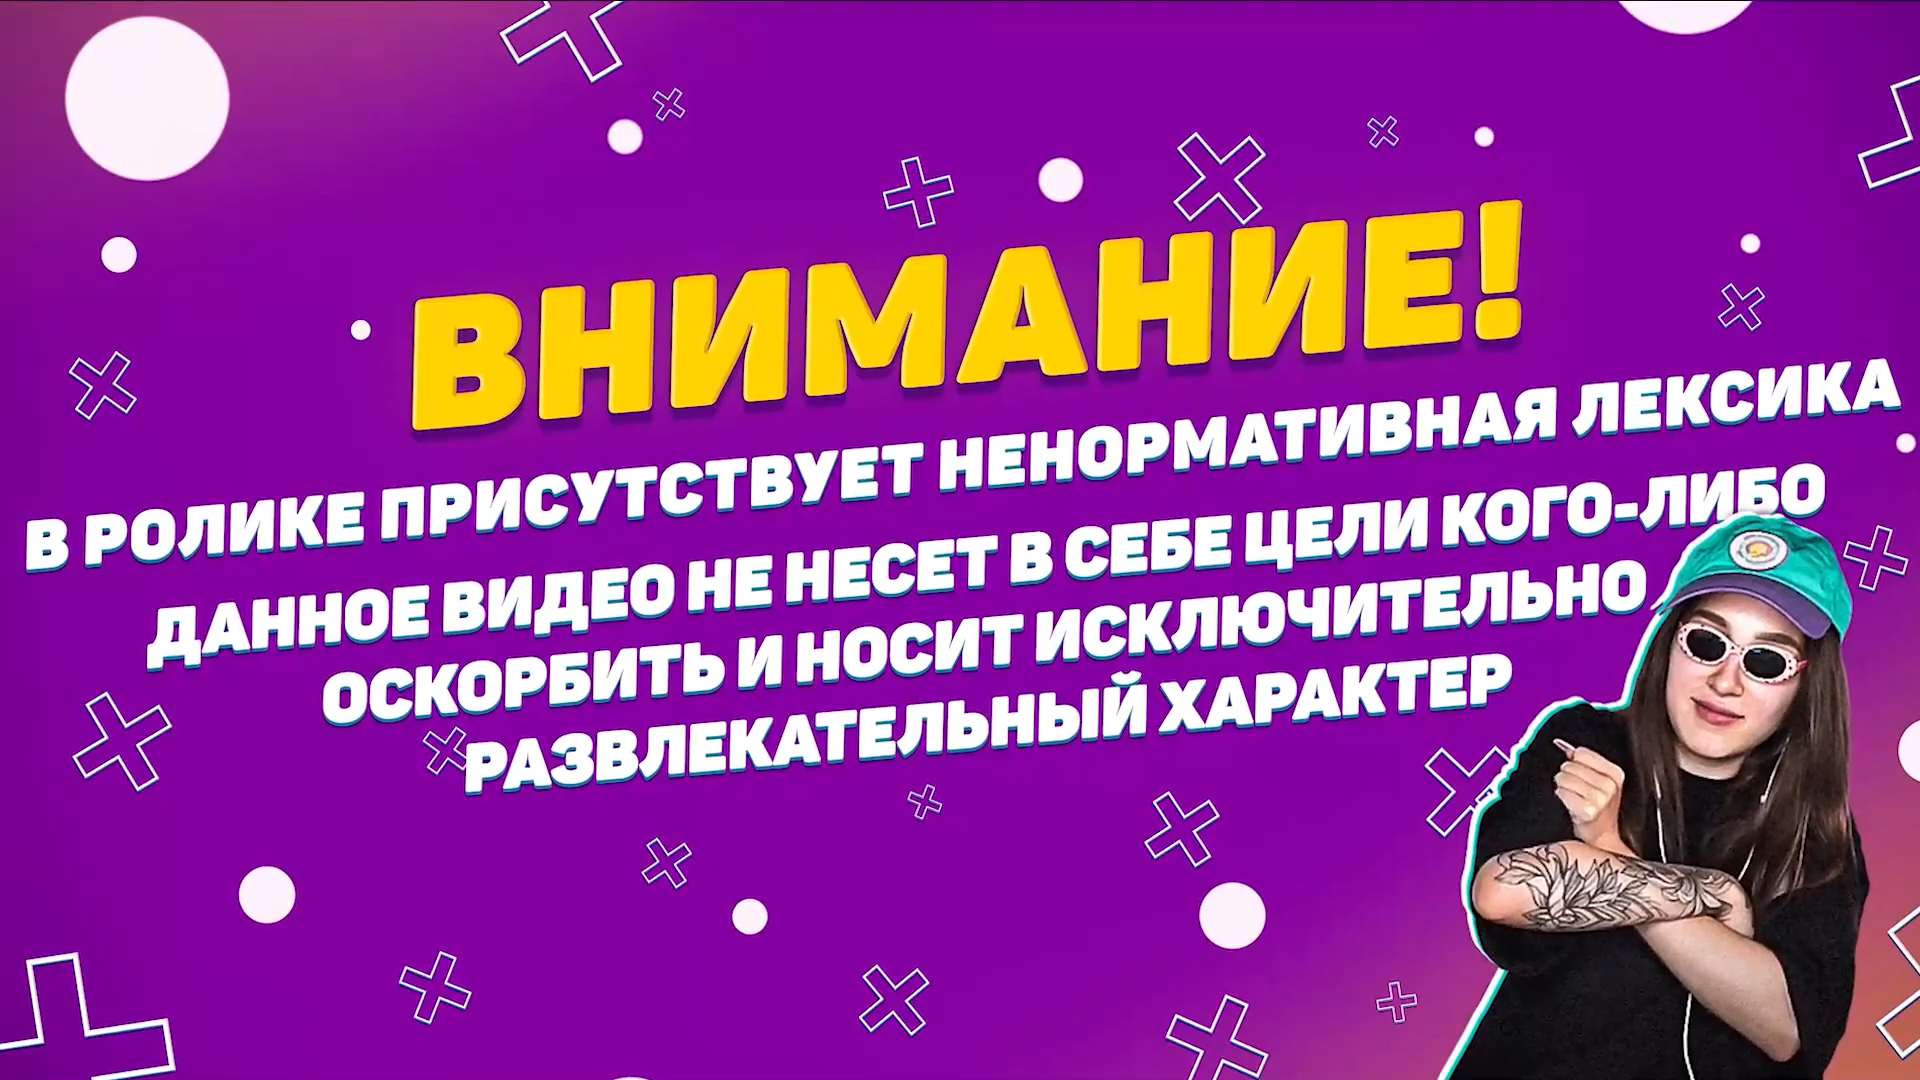 ВНИМАНИЕ!
В РОЛИКЕ ПРИСУТСТВУЕТ НЕНОРМАТИВНАЯ ЛЕКСИКА
ДАННОЕ ВИДЕО НЕ НЕСЕТ В СЕБЕ ЦЕЛИ КОГО-ЛИБО
ОСКОРБИТЬ И НОСИТ ИСКЛЮЧИТЕЛЬНО
РАЗВЛЕКАТЕЛЬНЫЙ ХАРАКТЕР